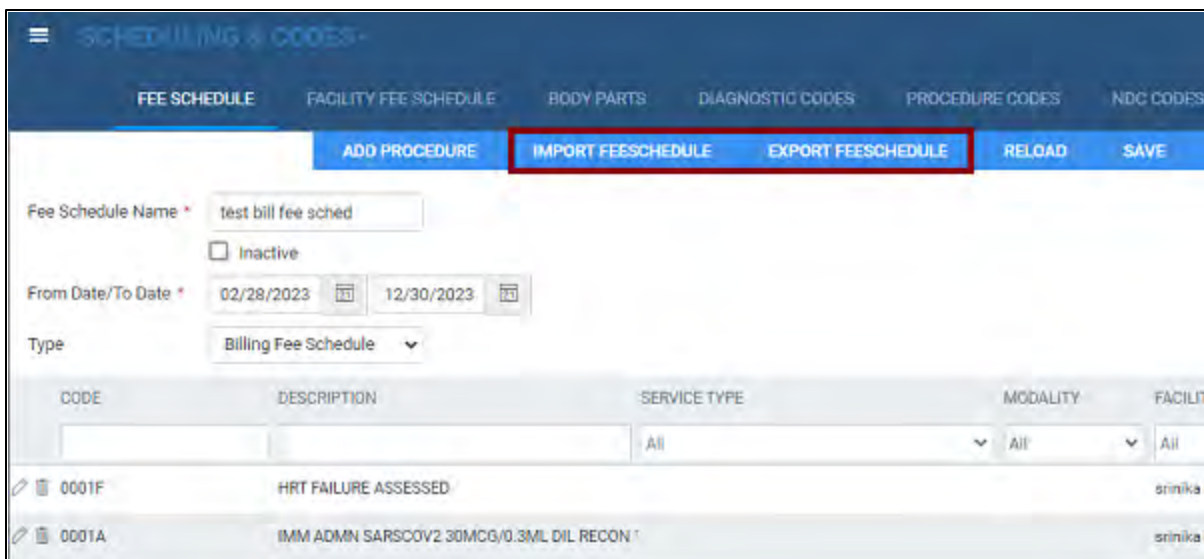 SCHEDULING & CODES
FEE SCHEDULE FACILITY FEE SCHEDULE BODY PARTS DIAGNOSTIC CODES PROCEDURE CODES NDC CODES
ADD PROCEDURE IMPORT FEESCHEDULE EXPORT FEESCHEDULE RELOAD SAVE
Fee Schedule Name * test bill fee sched
Inactive
From Date/To Date * 02/28/2023 12/30/2023
Type Billing Fee Schedule
CODE DESCRIPTION SERVICE TYPE MODALITY FACILIT
All All All
0001F HRT FAILURE ASSESSED srinika
0001A IMM ADMN SARSCOV2 30MCG/0.3ML DIL RECON srinika